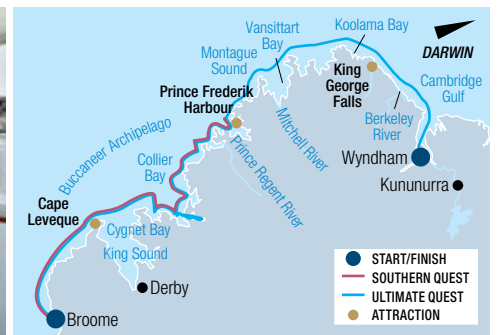 Vansittart
Bay
Koolama Bay
Montague
Sound
DARWIN
King
George
Falls
Cambridge
Gulf
Prince Frederik
Harbour
Berkeley
River
Mitchell River
Buccaneer Archipelago
Prince Regent River
Wyndham
Collier
Bay
Kununurra
Cape
Leveque
Cygnet Bay
King Sound
Derby
Broome
START/FINISH
SOUTHERN QUEST
ULTIMATE QUEST
ATTRACTION